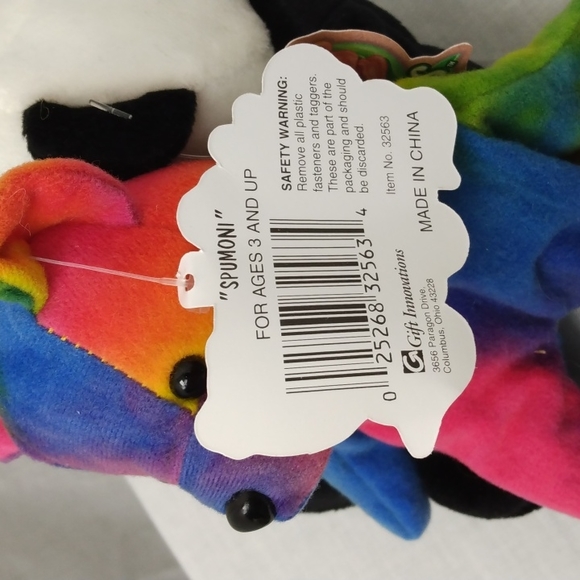 "SPUMONI"
FOR AGES 3 AND UP
0 25268 32563 4
SAFETY WARNING:
Remove all plastic
fasteners and taggers.
These are part of the
packaging and should
be discarded.
Item No. 32563
MADE IN CHINA
G Gift Innovations
3656 Paragon Drive,
Columbus, Ohio 43228